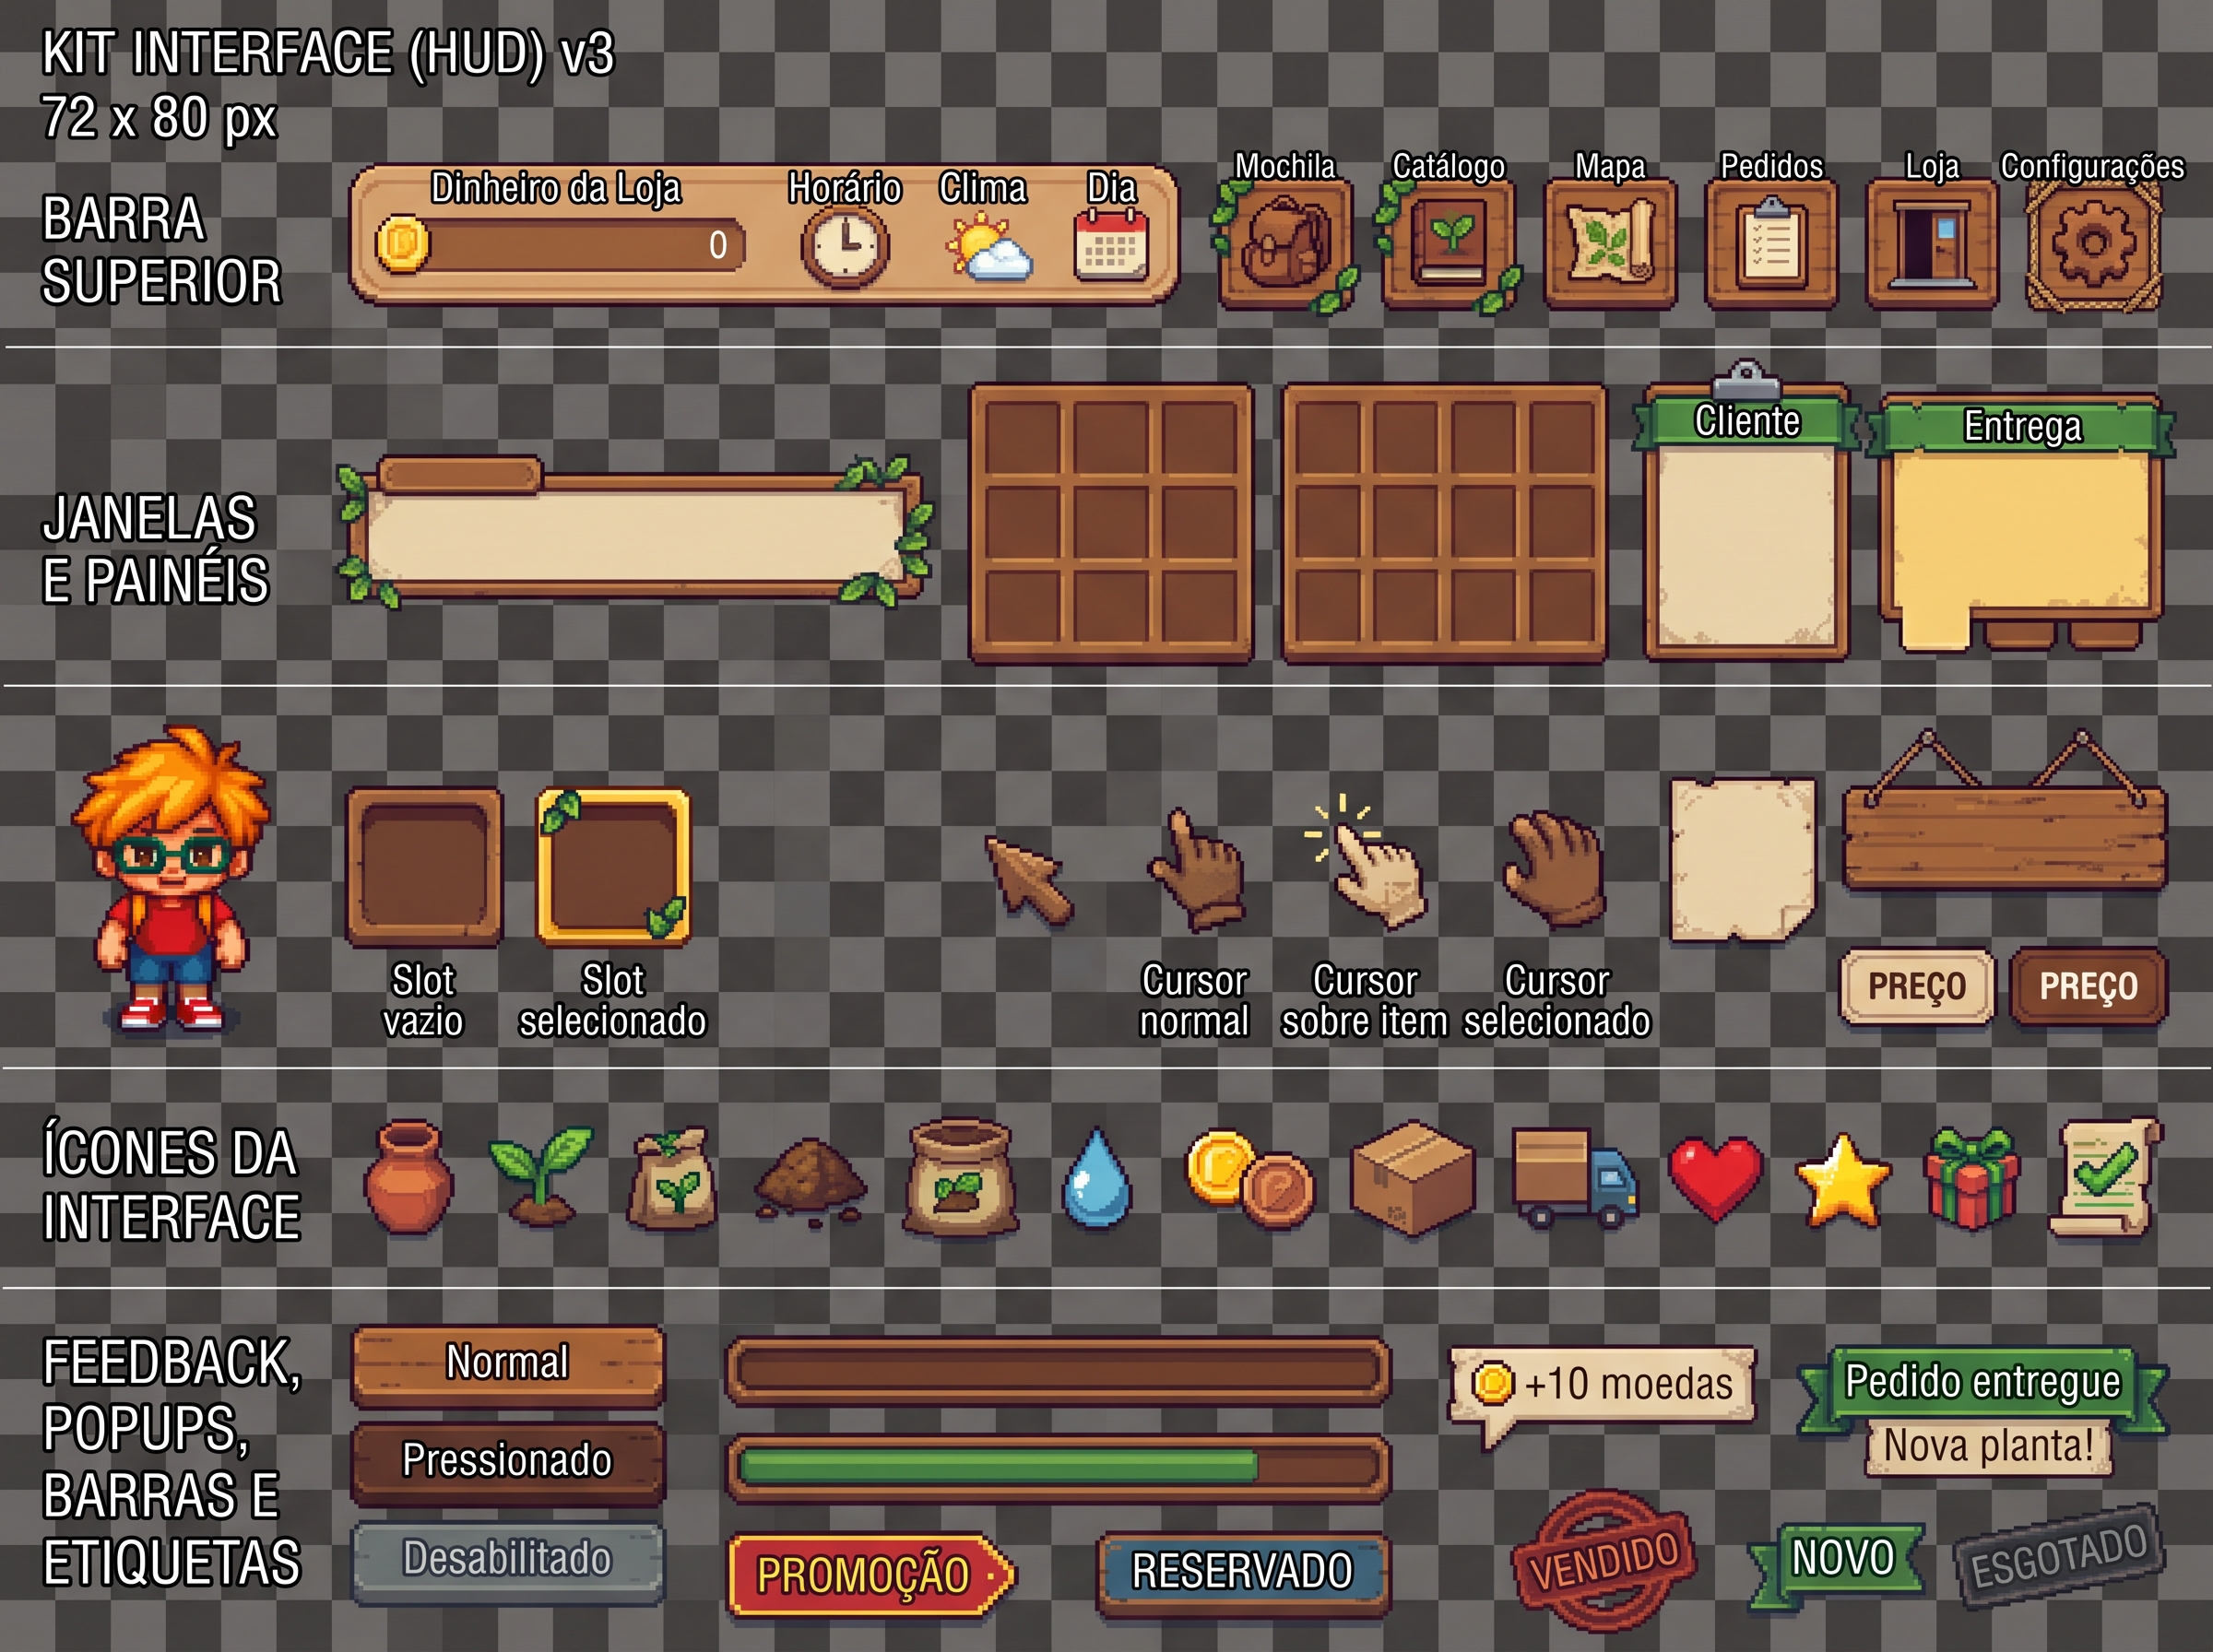 KIT INTERFACE (HUD) v3
72 x 80 px
BARRA
SUPERIOR
Dinheiro da Loja
0
Horário
Clima
Dia
Mochila
Catálogo
Mapa
Pedidos
Loja
Configurações
JANELAS
E PAINÉIS
Cliente
Entrega
Slot
vazio
Slot
selecionado
Cursor
normal
Cursor
sobre item
Cursor
selecionado
PREÇO
PREÇO
ÍCONES DA
INTERFACE
FEEDBACK,
POPUPS,
BARRAS E
ETIQUETAS
Normal
Pressionado
Desabilitado
PROMOÇÃO
RESERVADO
+10 moedas
Pedido entregue
Nova planta!
VENDIDO
NOVO
ESGOTADO